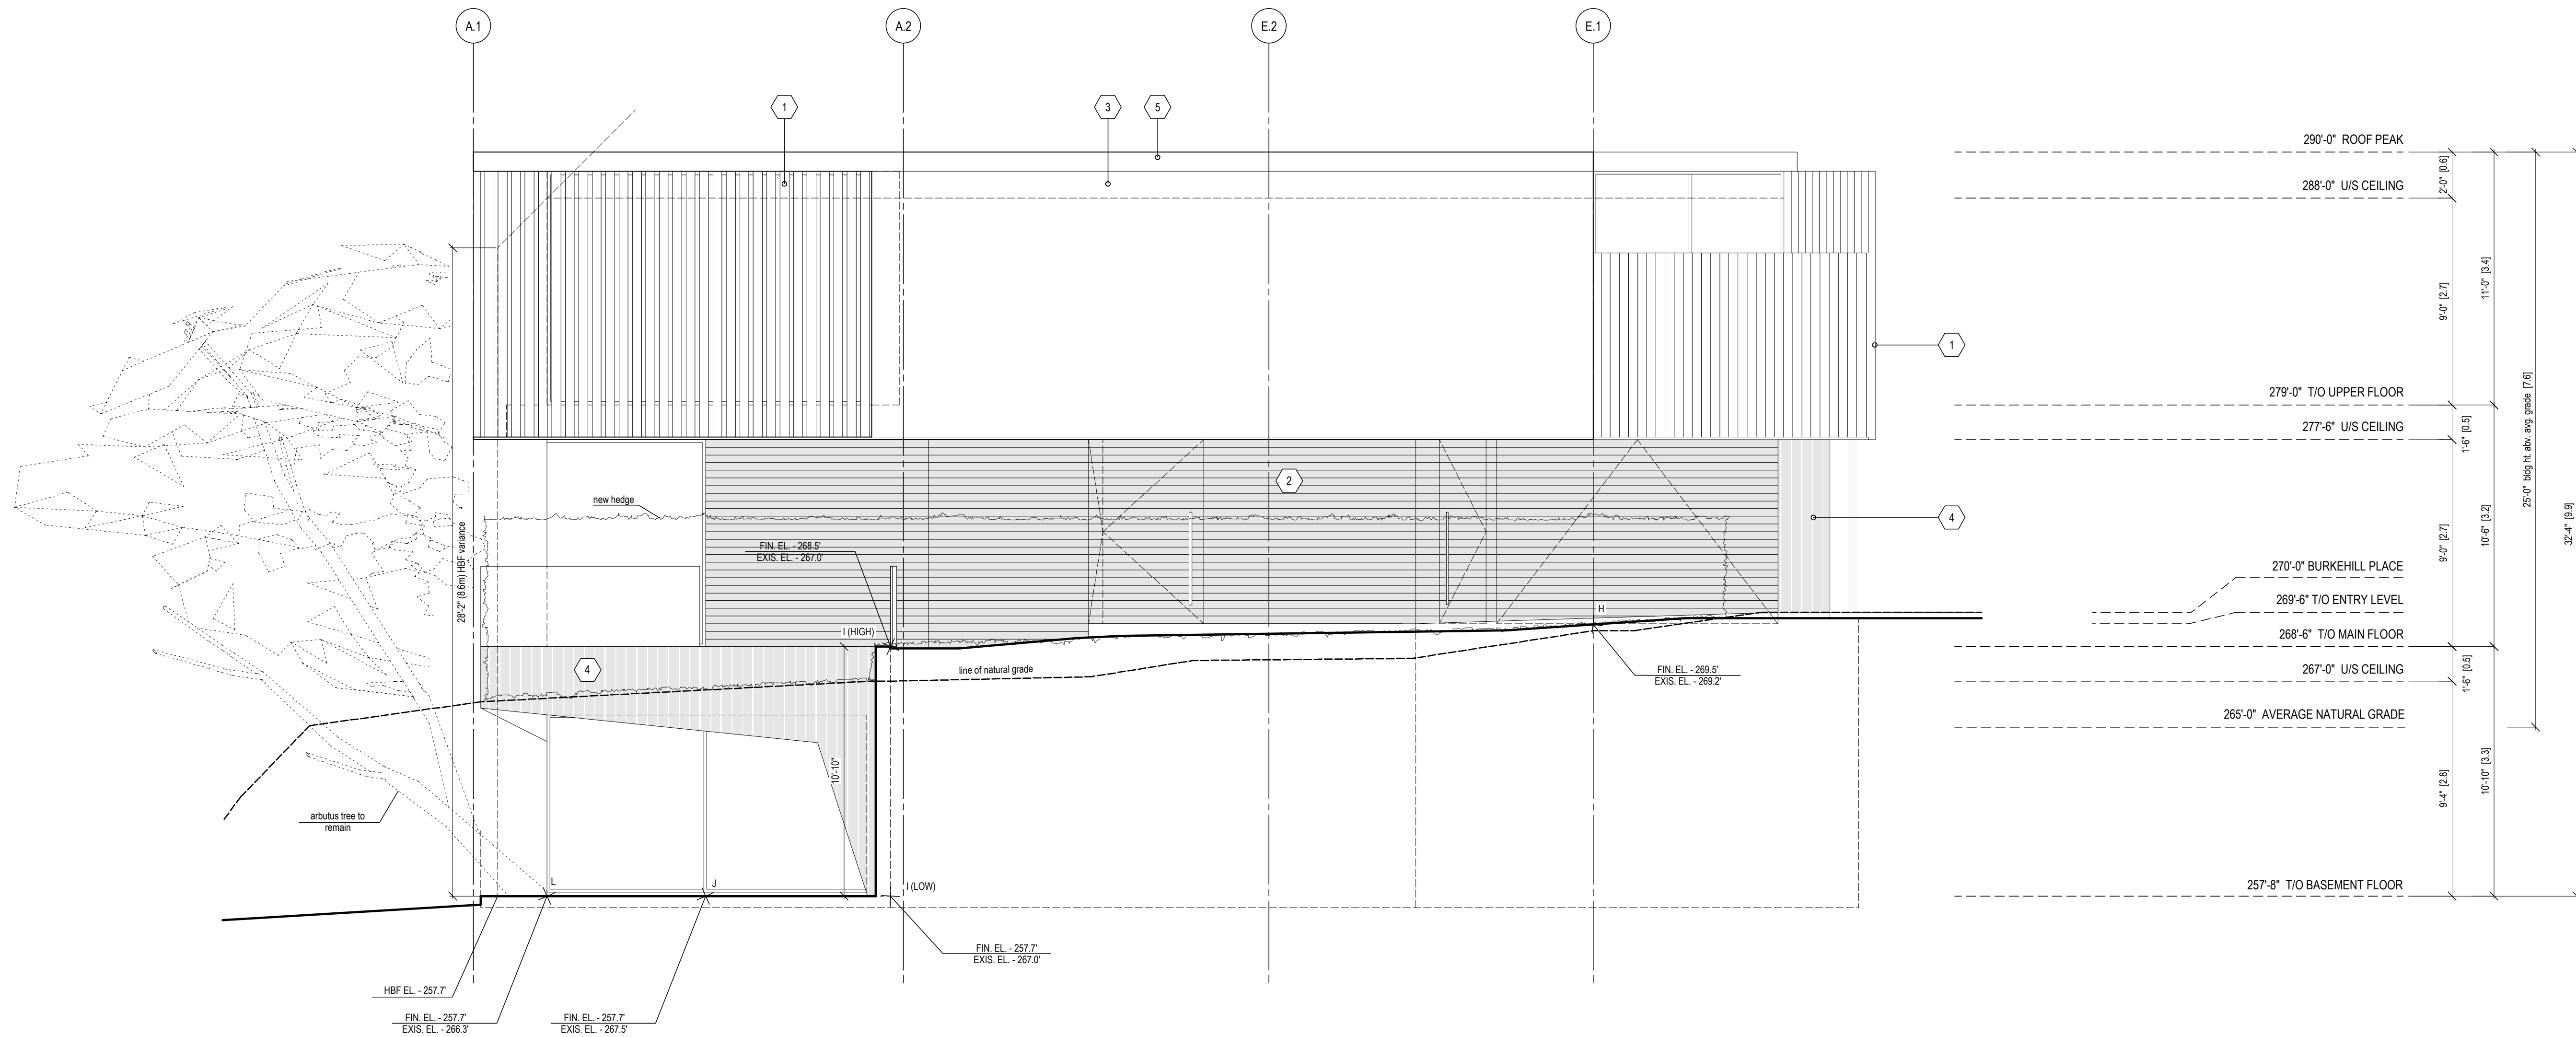 A.1
A.2
E.2
E.1
1
3
5
290'-0" ROOF PEAK
2'-0" [0.6]
288'-0" U/S CEILING
9'-0" [2.7]
11'-0" [3.4]
1
279'-0" T/O UPPER FLOOR
25'-0" bldg ht. abv. avg. grade [7.6]
1'-6" [0.5]
277'-6" U/S CEILING
2
new hedge
4
28'-2" (8.6m) HBF variance
9'-0" [2.7]
10'-6" [3.2]
32'-4" [9.9]
FIN. EL. - 268.5'
EXIS. EL. - 267.0'
270'-0" BURKEHILL PLACE
269'-6" T/O ENTRY LEVEL
H
I (HIGH)
268'-6" T/O MAIN FLOOR
4
line of natural grade
FIN. EL. - 269.5'
EXIS. EL. - 269.2'
267'-0" U/S CEILING
1'-6" [0.5]
265'-0" AVERAGE NATURAL GRADE
10'-10"
9'-4" [2.8]
10'-10" [3.3]
arbutus tree to
remain
L
J
I (LOW)
257'-8" T/O BASEMENT FLOOR
FIN. EL. - 257.7'
EXIS. EL. - 267.0'
HBF EL. - 257.7'
FIN. EL. - 257.7'
EXIS. EL. - 266.3'
FIN. EL. - 257.7'
EXIS. EL. - 267.5'